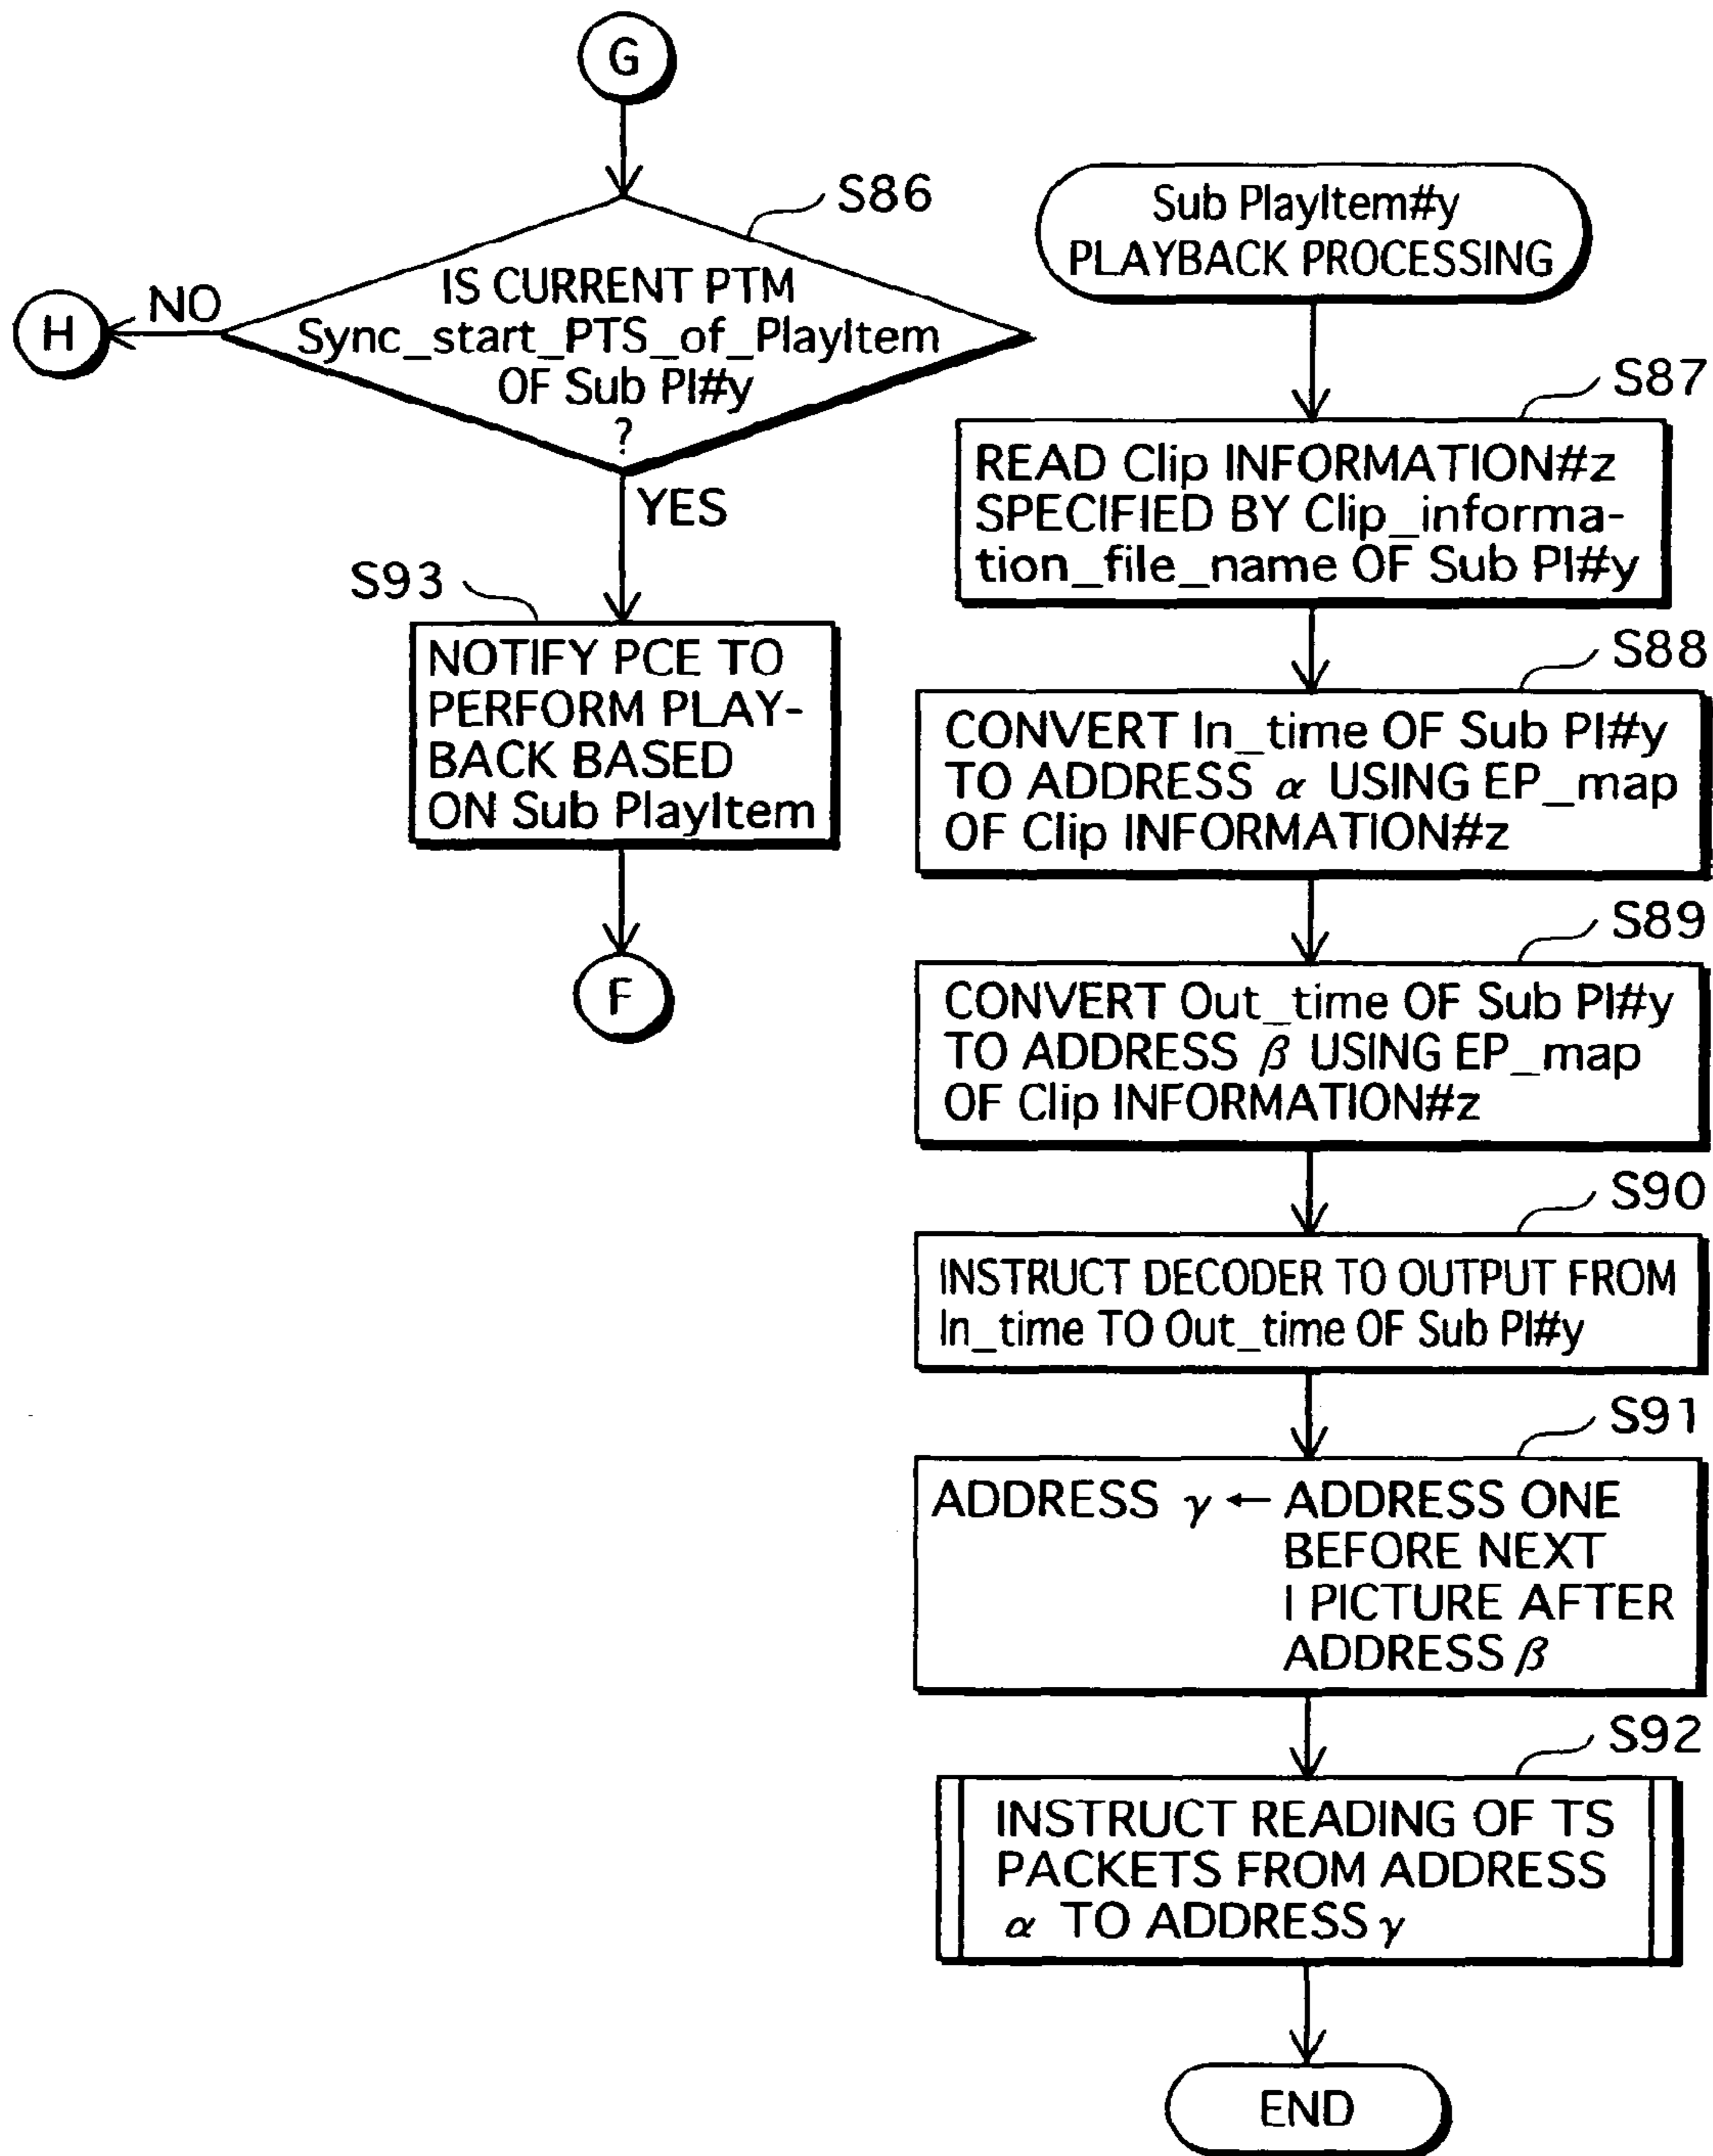 G
S86
IS CURRENT PTM
Sync_start_PTS_of_PlayItem
OF Sub PI#y
?
NO
H
YES
S93
NOTIFY PCE TO
PERFORM PLAY-
BACK BASED
ON Sub PlayItem
F
Sub PlayItem#y
PLAYBACK PROCESSING
S87
READ Clip INFORMATION#z
SPECIFIED BY Clip_informa-
tion_file_name OF Sub PI#y
S88
CONVERT In_time OF Sub PI#y
TO ADDRESS α USING EP_map
OF Clip INFORMATION#z
S89
CONVERT Out_time OF Sub PI#y
TO ADDRESS β USING EP_map
OF Clip INFORMATION#z
S90
INSTRUCT DECODER TO OUTPUT FROM
In_time TO Out_time OF Sub PI#y
S91
ADDRESS γ ← ADDRESS ONE
BEFORE NEXT
I PICTURE AFTER
ADDRESS β
S92
INSTRUCT READING OF TS
PACKETS FROM ADDRESS
α TO ADDRESS γ
END